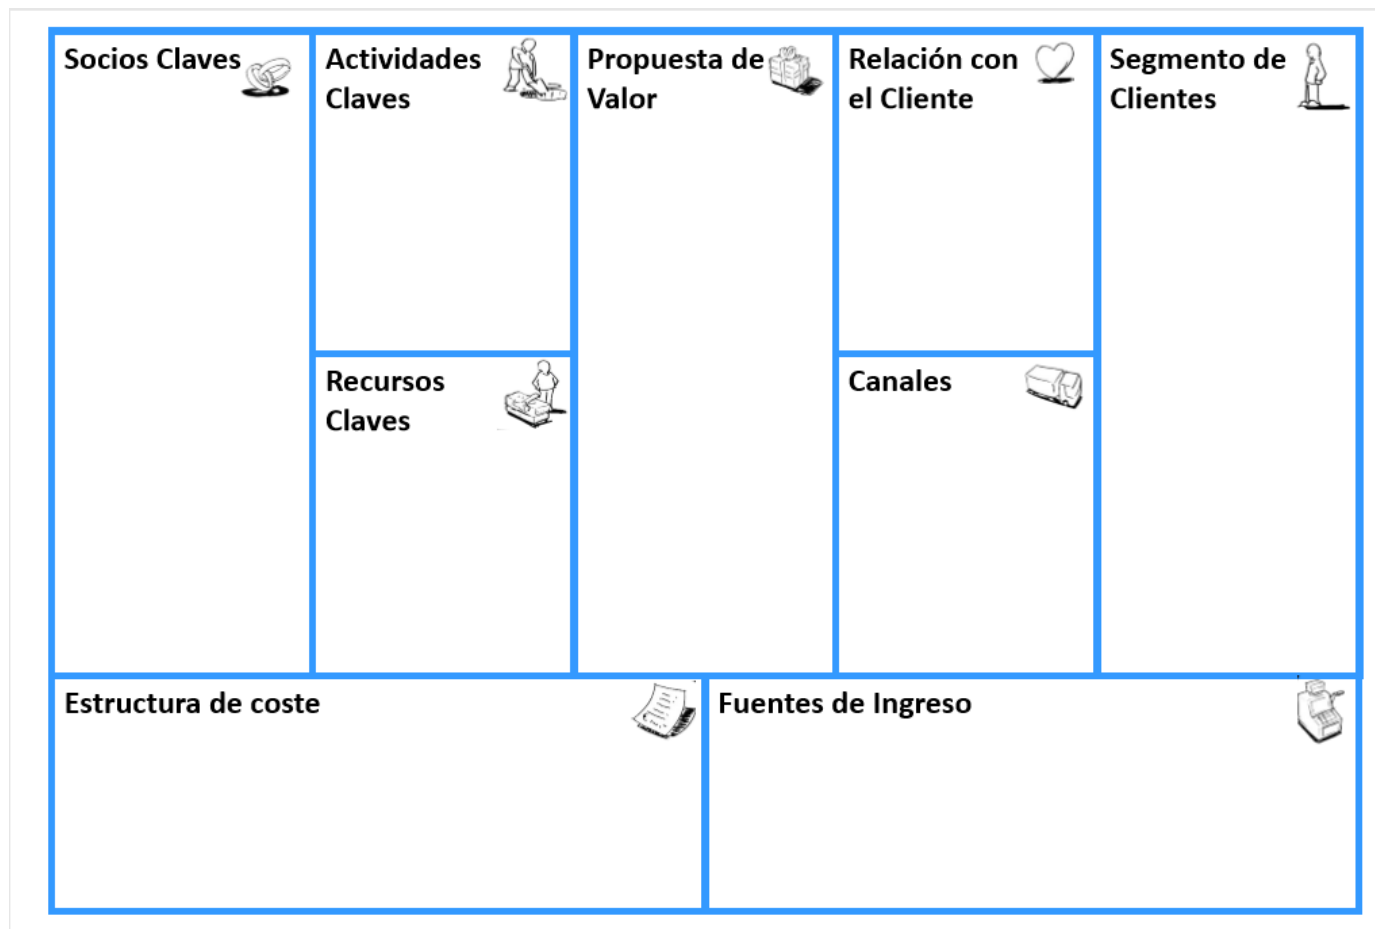 Socios Claves
Actividades
Claves
Propuesta de
Valor
Relación con
el Cliente
Segmento de
Clientes
Recursos
Claves
Canales
Estructura de coste
Fuentes de Ingreso